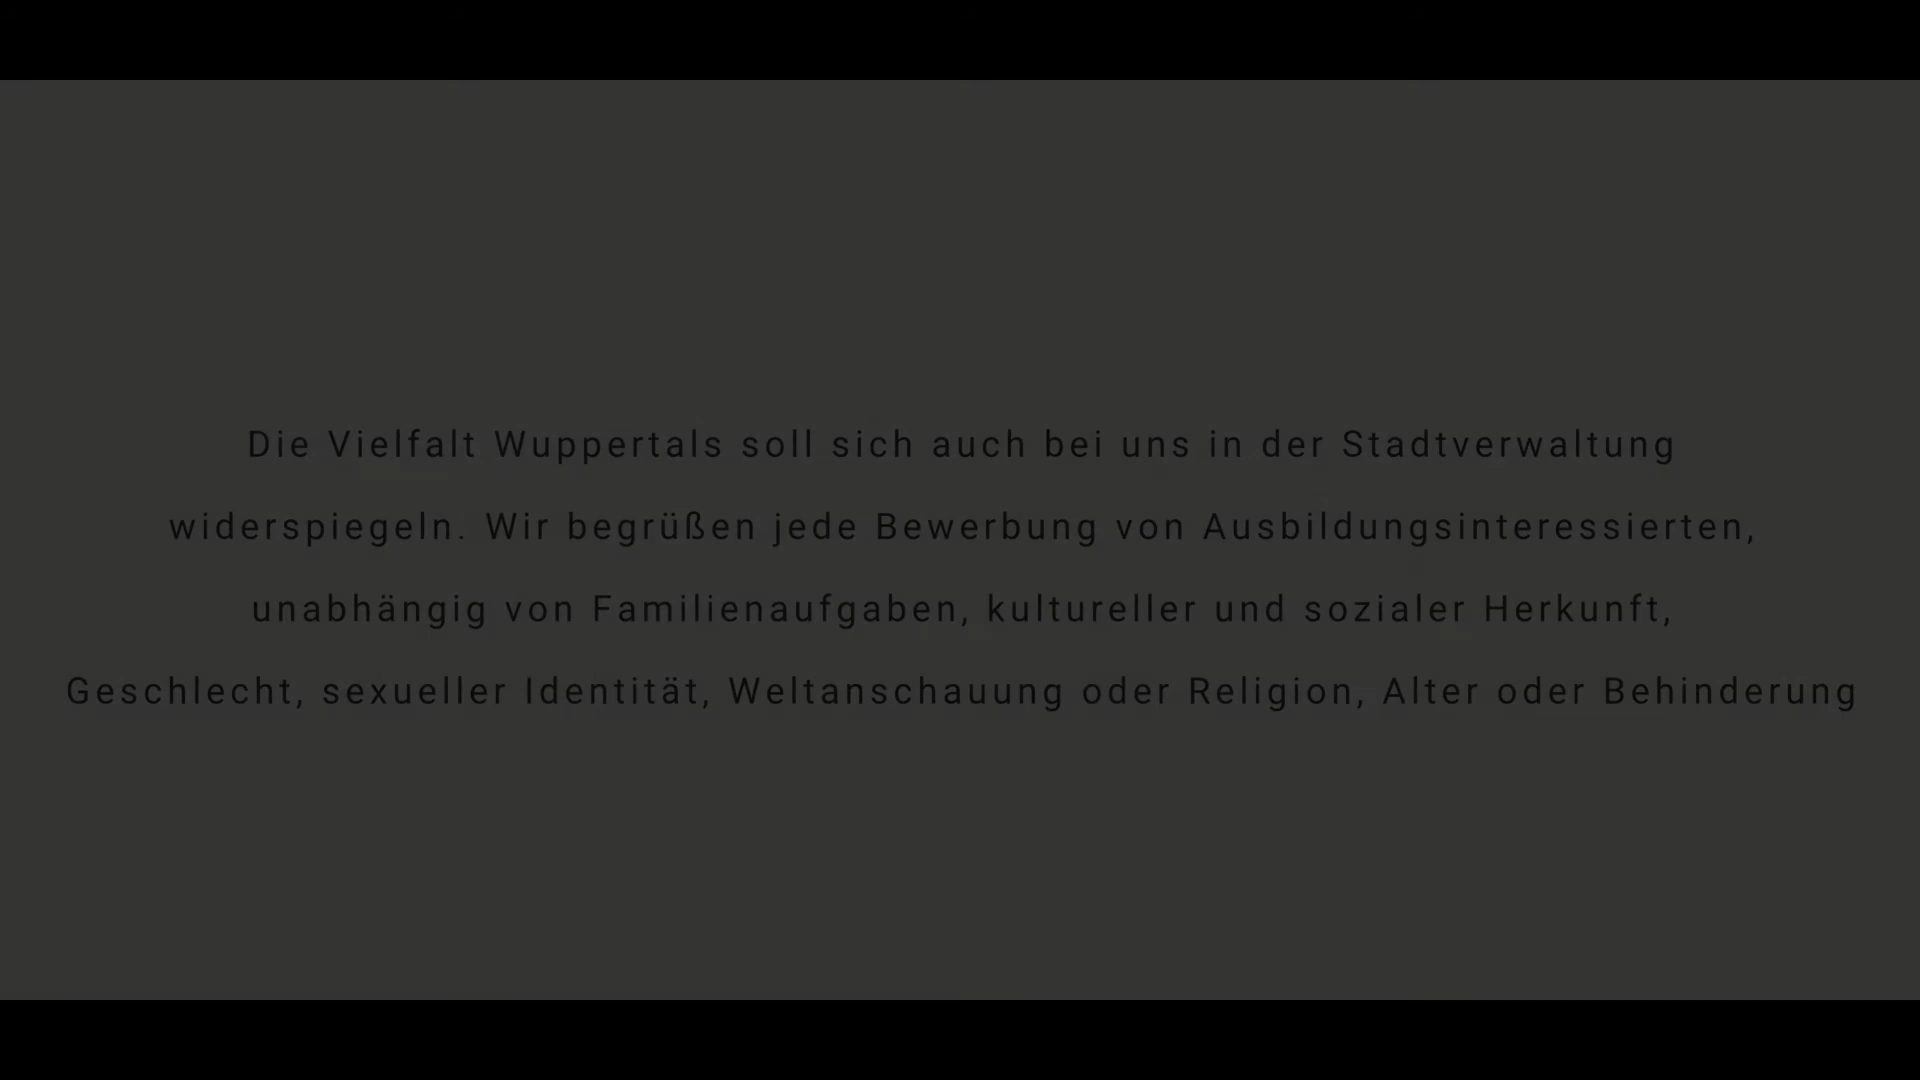 Die Vielfalt Wuppertals soll sich auch bei uns in der Stadtverwaltung
widerspiegeln. Wir begrüßen jede Bewerbung von Ausbildungsinteressierten,
unabhängig von Familienaufgaben, kultureller und sozialer Herkunft,
Geschlecht, sexueller Identität, Weltanschauung oder Religion, Alter oder Behinderung